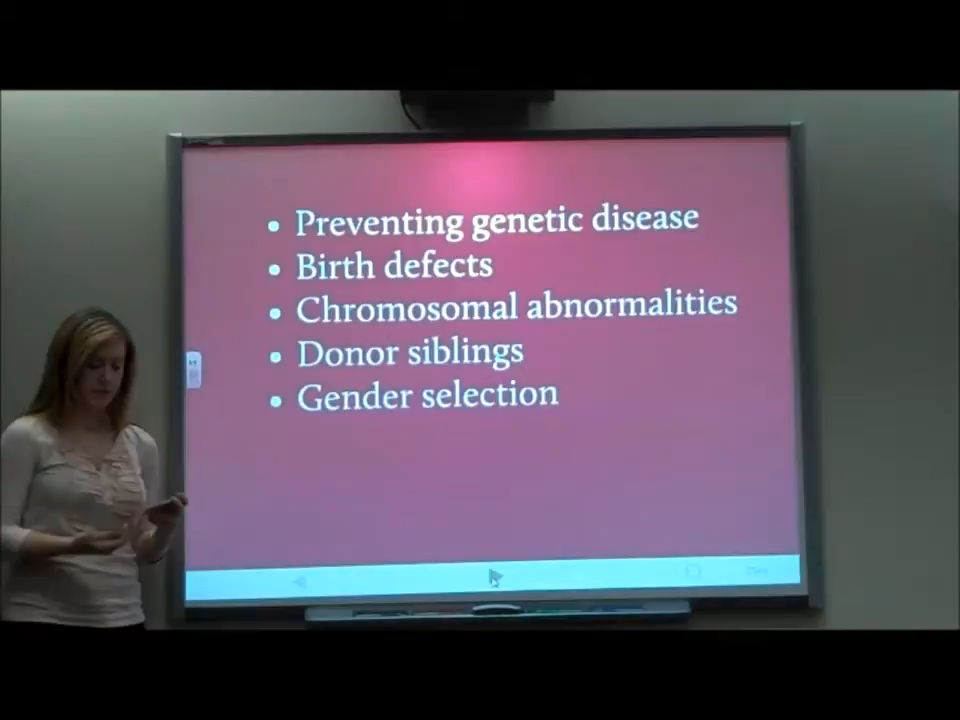 • Preventing genetic disease
• Birth defects
• Chromosomal abnormalities
• Donor siblings
• Gender selection